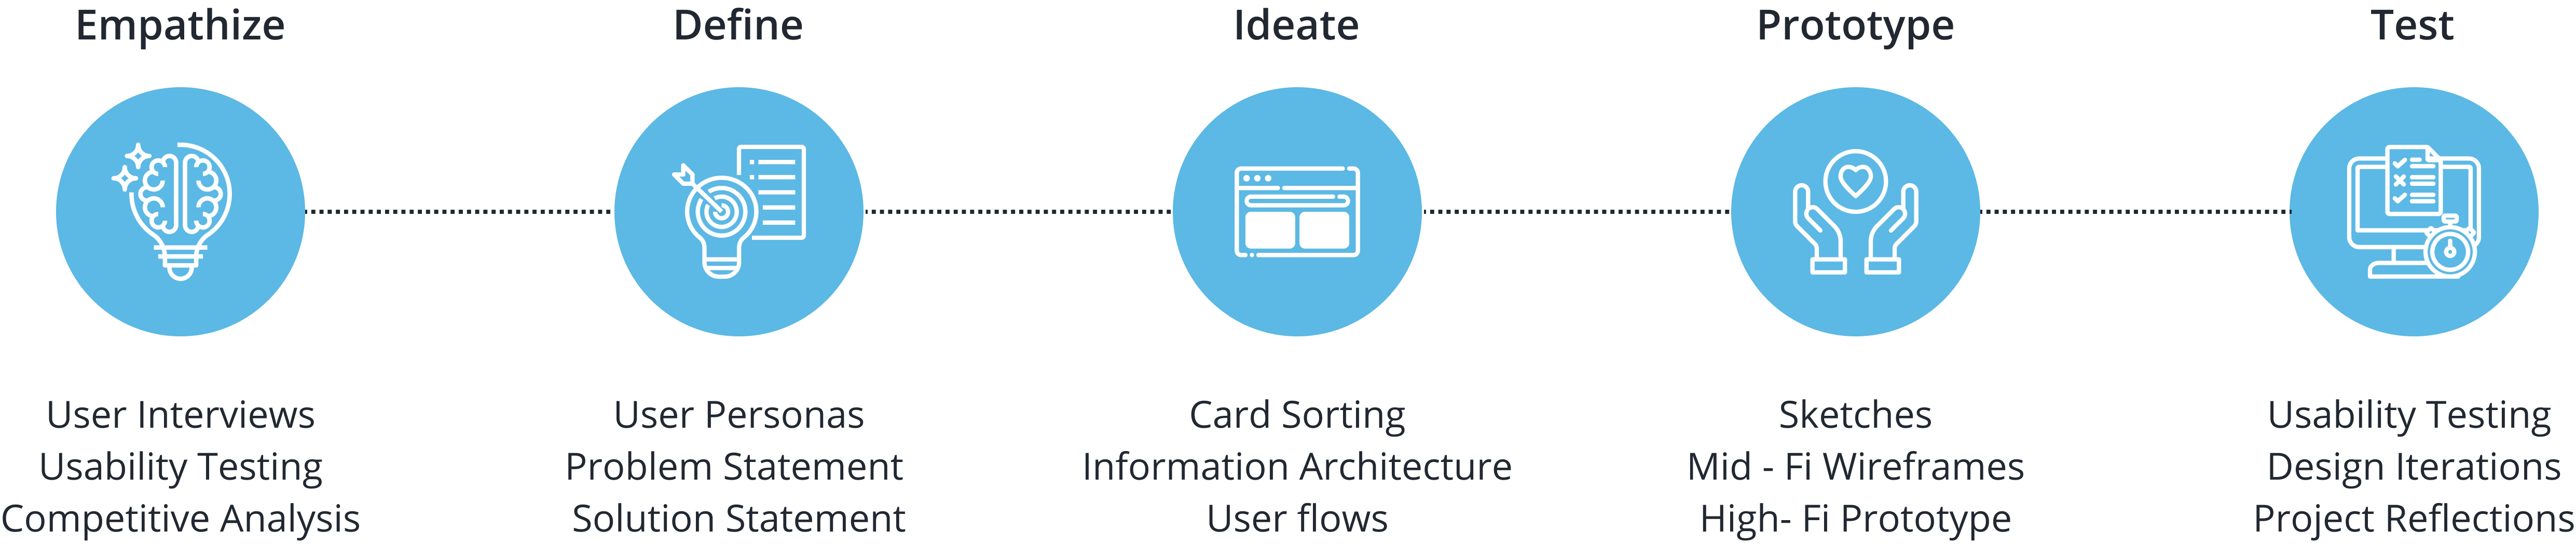 Empathize
Define
Ideate
Prototype
Test
User Interviews
Usability Testing
Competitive Analysis
User Personas
Problem Statement
Solution Statement
Card Sorting
Information Architecture
User flows
Sketches
Mid - Fi Wireframes
High- Fi Prototype
Usability Testing
Design Iterations
Project Reflections